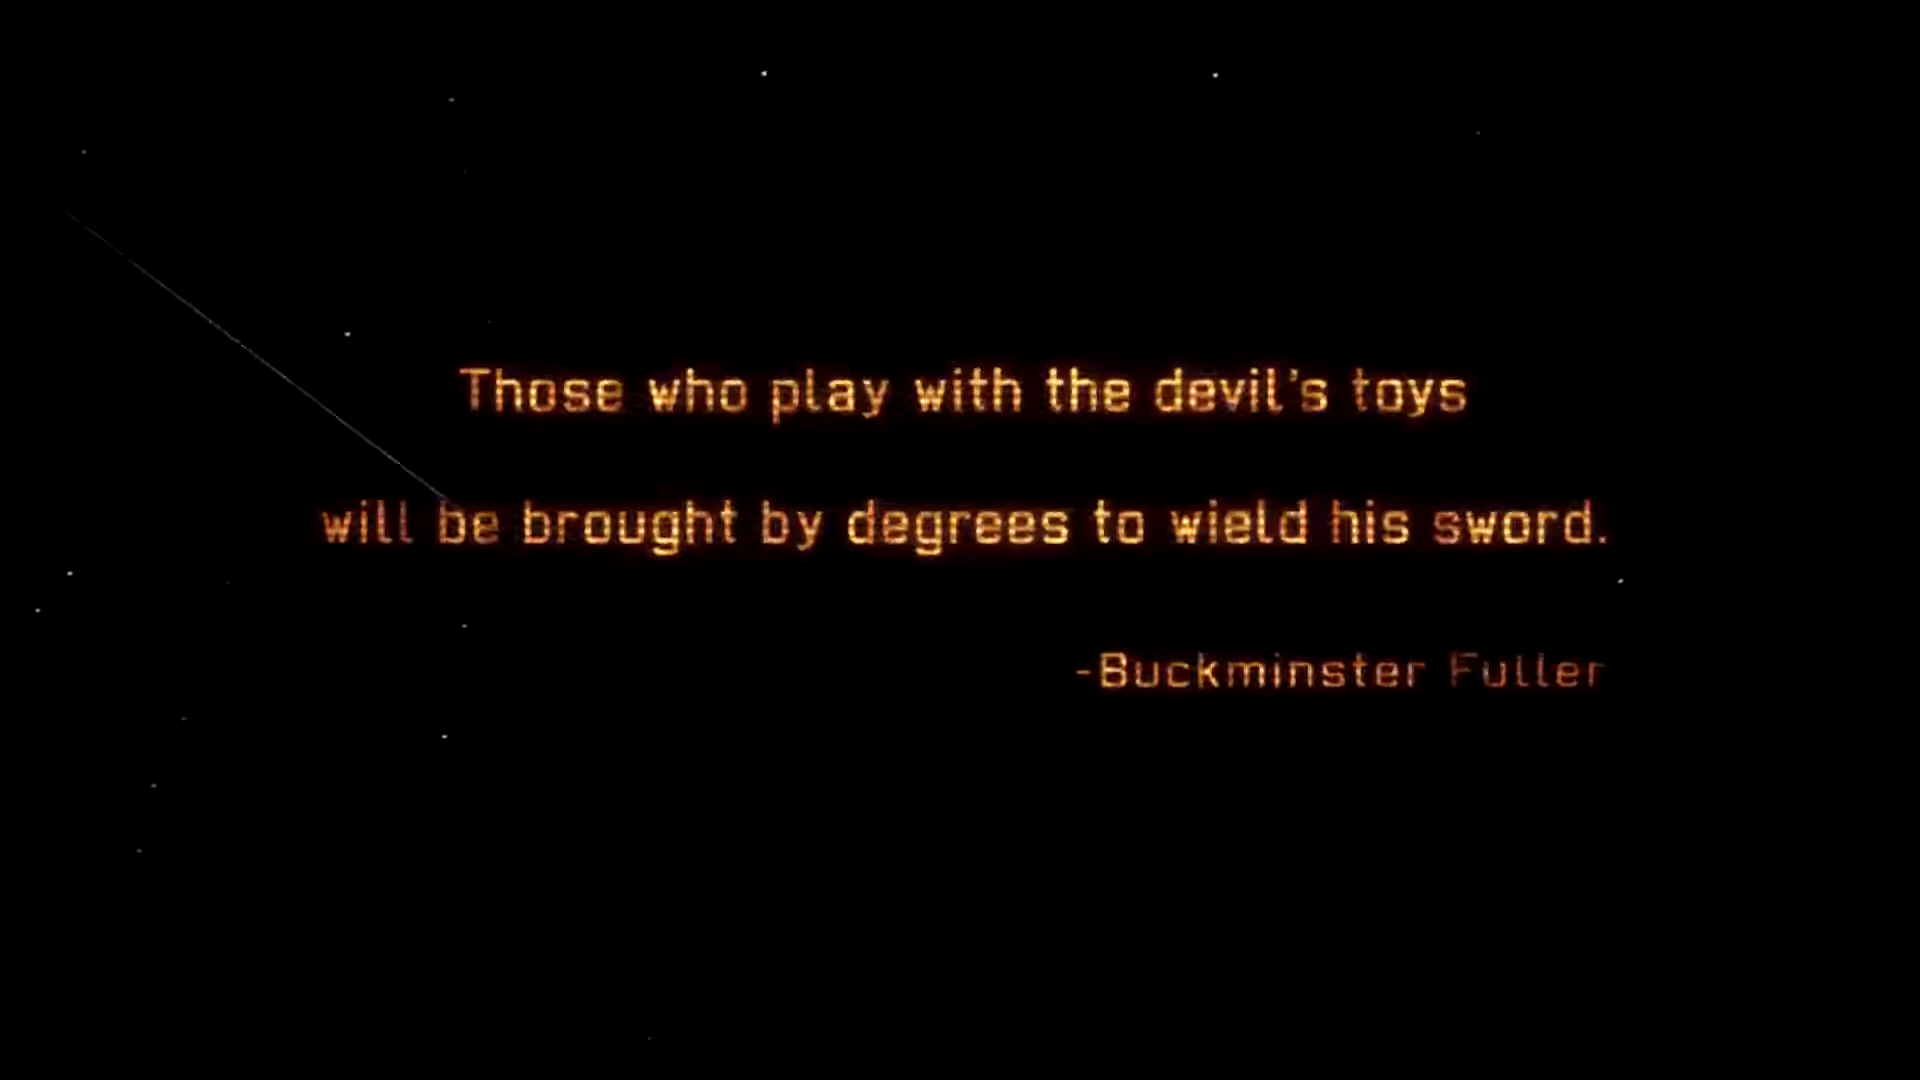 Those who play with the devil's toys
will be brought by degrees to wield his sword.
-Buckminster Fuller